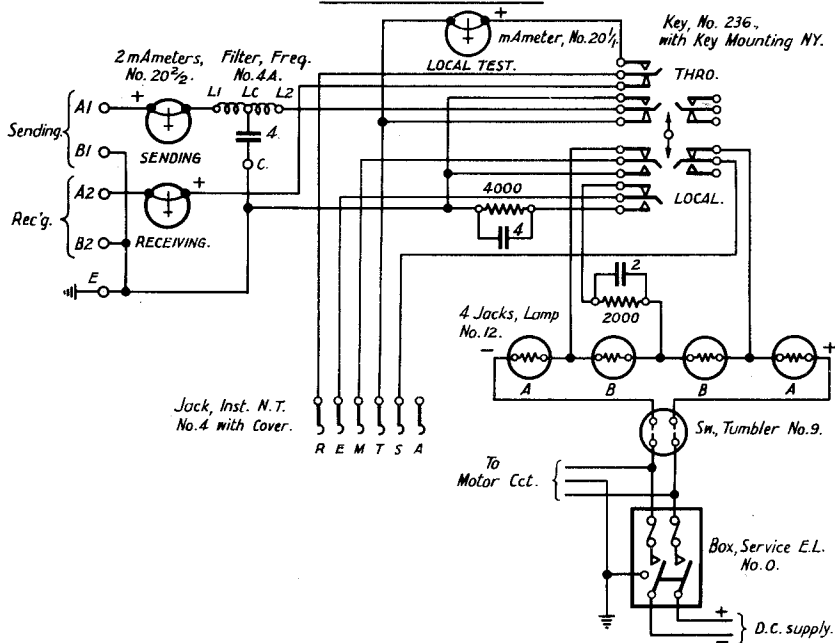 +
mAmeter, No.20 1/1.
LOCAL TEST.
Key, No. 236.,
with Key Mounting NY.
THRO.
2 mAmeters,
No. 20 2/2.
Filter, Freq.
No.4A.
L1 LC L2
Sending.
A1
+
SENDING
4
B1
C.
Rec'g.
A2
+
RECEIVING.
B2
E
4000
4
LOCAL.
2
2000
4 Jacks, Lamp
No.12.
− +
A B B A
Jack, Inst. N.T.
No.4 with Cover.
R E M T S A
Sw., Tumbler No.9.
To
Motor Cct.
Box, Service E.L.
No.0.
+
D.C. supply.
−